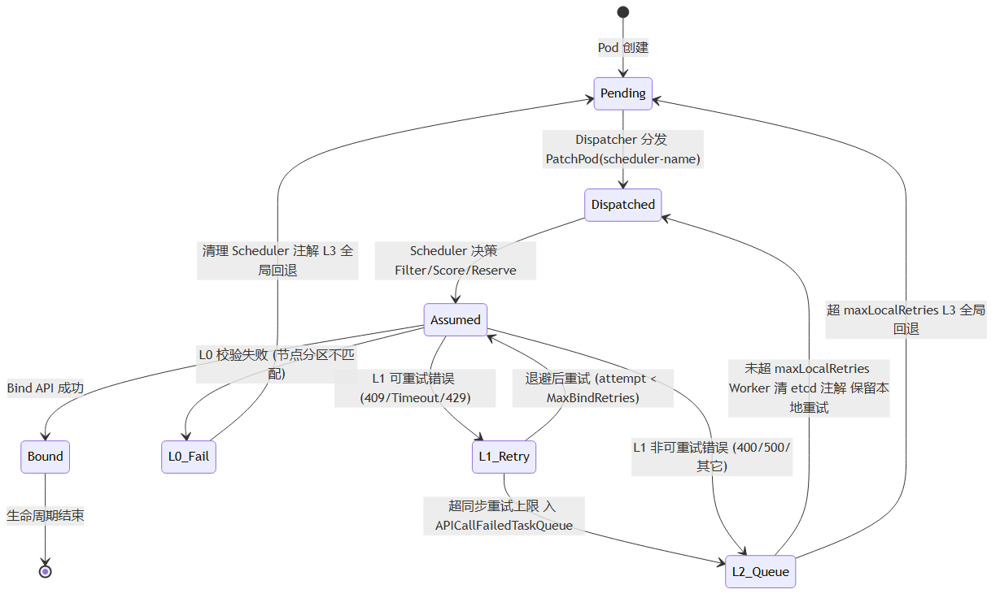 Pod 创建
Pending
Dispatcher 分发
PatchPod(scheduler-name)
Dispatched
清理 Scheduler 注解 L3 全
局回退
Scheduler 决策
Filter/Score/Reserve
超 maxLocalRetries L3 全局
回退
Assumed
L0 校验失败 (节点分区不匹
配)
Bind API 成功
L1 可重试错误
(409/Timeout/429)
退避后重试 (attempt <
MaxBindRetries)
未超 maxLocalRetries
Worker 清 etcd 注解 保留本
地重试
L1 非可重试错误 (400/500/
其它)
Bound
L0_Fail
L1_Retry
生命周期结束
超同步重试上限 入
APICallFailedTaskQueue
L2_Queue